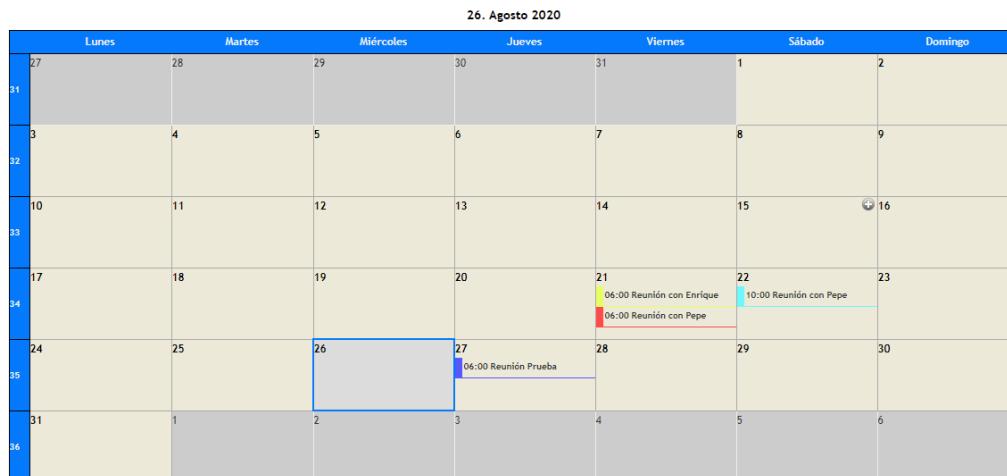 26. Agosto 2020
Lunes Martes Miércoles Jueves Viernes Sábado Domingo
31 27 28 29 30 31 1 2
32 3 4 5 6 7 8 9
33 10 11 12 13 14 15 16
34 17 18 19 20 21 22 23
06:00 Reunión con Enrique 10:00 Reunión con Pepe
06:00 Reunión con Pepe
35 24 25 26 27 28 29 30
06:00 Reunión Prueba
36 31 1 2 3 4 5 6